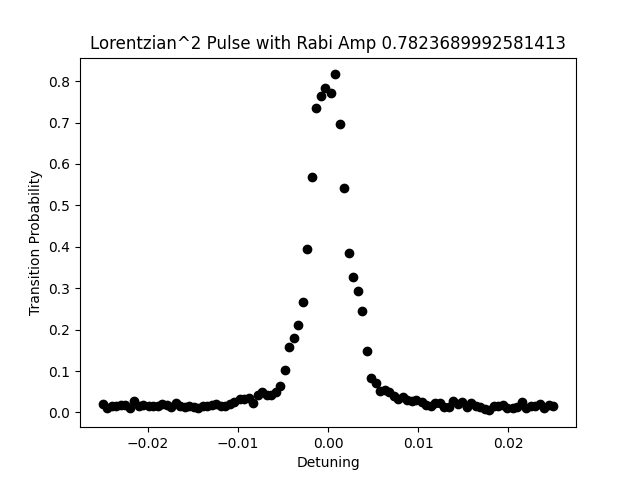 Lorentzian^2 Pulse with Rabi Amp 0.7823689992581413
Transition Probability
0.8
0.7
0.6
0.5
0.4
0.3
0.2
0.1
0.0
−0.02 −0.01 0.00 0.01 0.02
Detuning